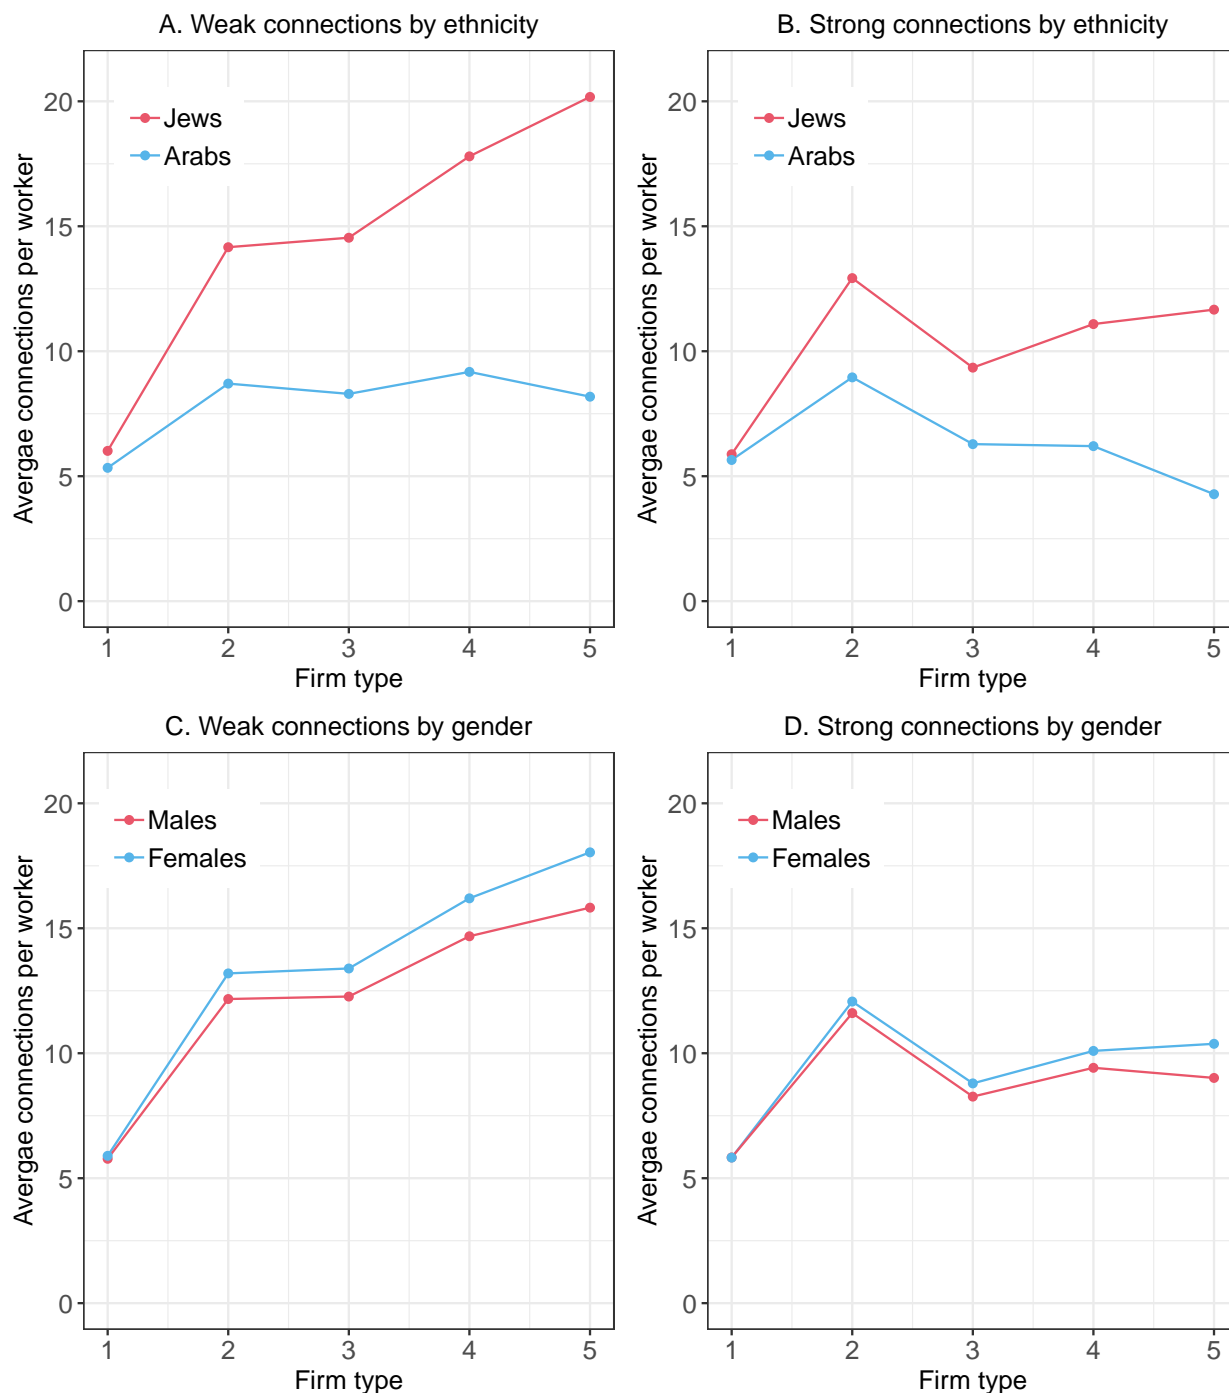 A. Weak connections by ethnicity
Avergae connections per worker
20
15
10
5
0
Jews
Arabs
1 2 3 4 5
Firm type
B. Strong connections by ethnicity
Avergae connections per worker
20
15
10
5
0
Jews
Arabs
1 2 3 4 5
Firm type
C. Weak connections by gender
Avergae connections per worker
20
15
10
5
0
Males
Females
1 2 3 4 5
Firm type
D. Strong connections by gender
Avergae connections per worker
20
15
10
5
0
Males
Females
1 2 3 4 5
Firm type